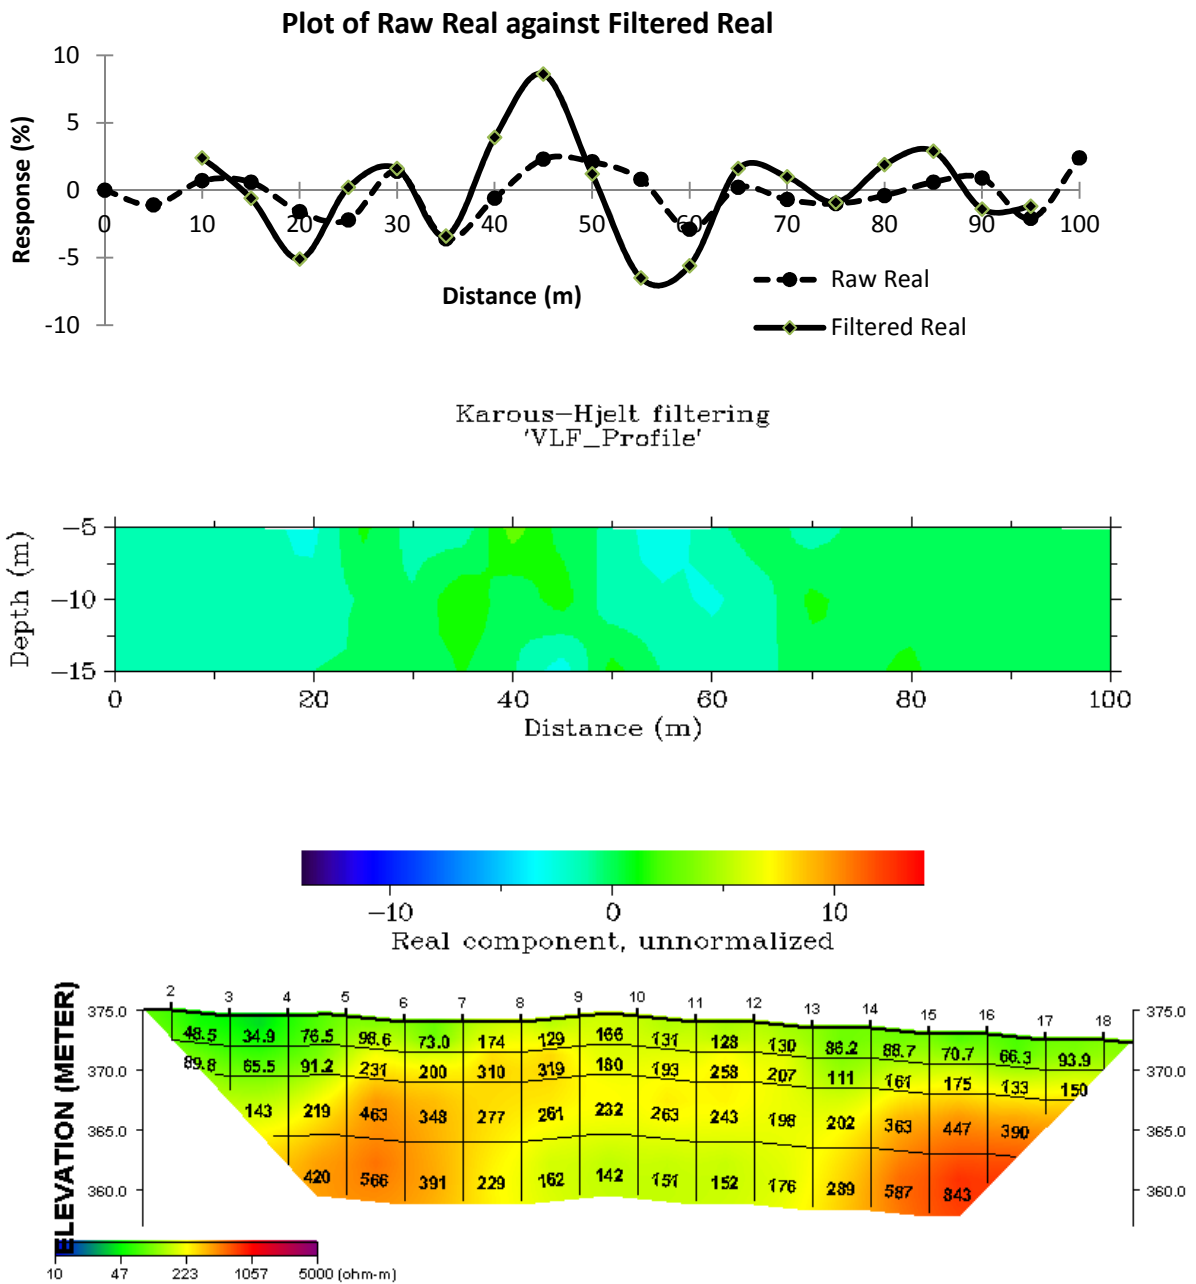 Plot of Raw Real against Filtered Real
10
5
0
-5
-10
Response (%)
0 10 20 30 40 50 60 70 80 90 100
Distance (m)
Raw Real
Filtered Real
Karous-Hjelt filtering
'VLF_Profile'
-5
-10
-15
Depth (m)
0 20 40 60 80 100
Distance (m)
-10 0 10
Real component, unnormalized
ELEVATION (METER)
2 3 4 5 6 7 8 9 10 11 12 13 14 15 16 17 18
375.0 375.0
48.5 34.9 76.5 98.6 73.0 174 129 166 131 128 130 86.2 88.7 70.7 66.3 93.9
370.0 370.0
89.8 65.5 91.2 231 200 310 319 180 193 258 207 111 161 175 133 150
365.0 365.0
143 219 463 348 277 261 232 263 243 198 202 363 447 390
360.0 360.0
420 566 391 229 162 142 151 152 176 289 587 843
10 47 223 1057 5000 (ohm-m)